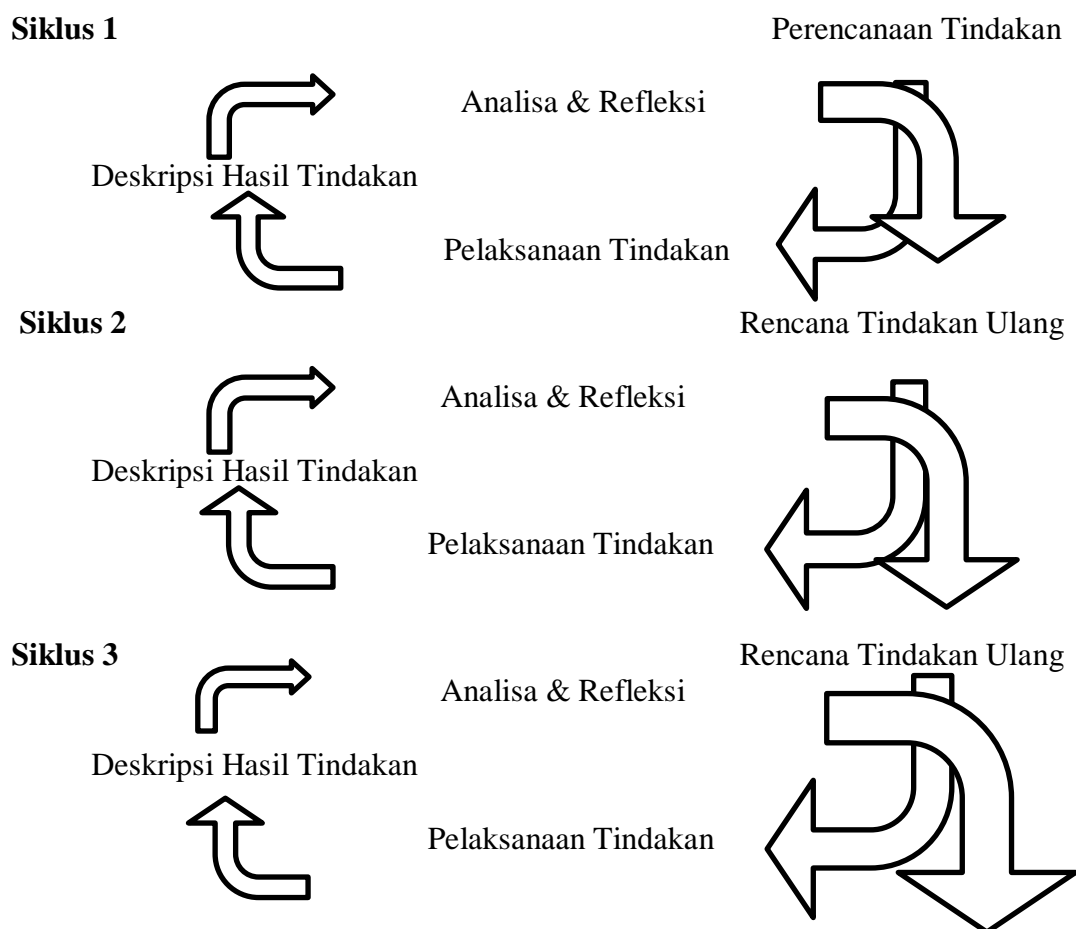 Siklus 1
Perencanaan Tindakan
Analisa & Refleksi
Deskripsi Hasil Tindakan
Pelaksanaan Tindakan
Siklus 2
Rencana Tindakan Ulang
Analisa & Refleksi
Deskripsi Hasil Tindakan
Pelaksanaan Tindakan
Siklus 3
Rencana Tindakan Ulang
Analisa & Refleksi
Deskripsi Hasil Tindakan
Pelaksanaan Tindakan